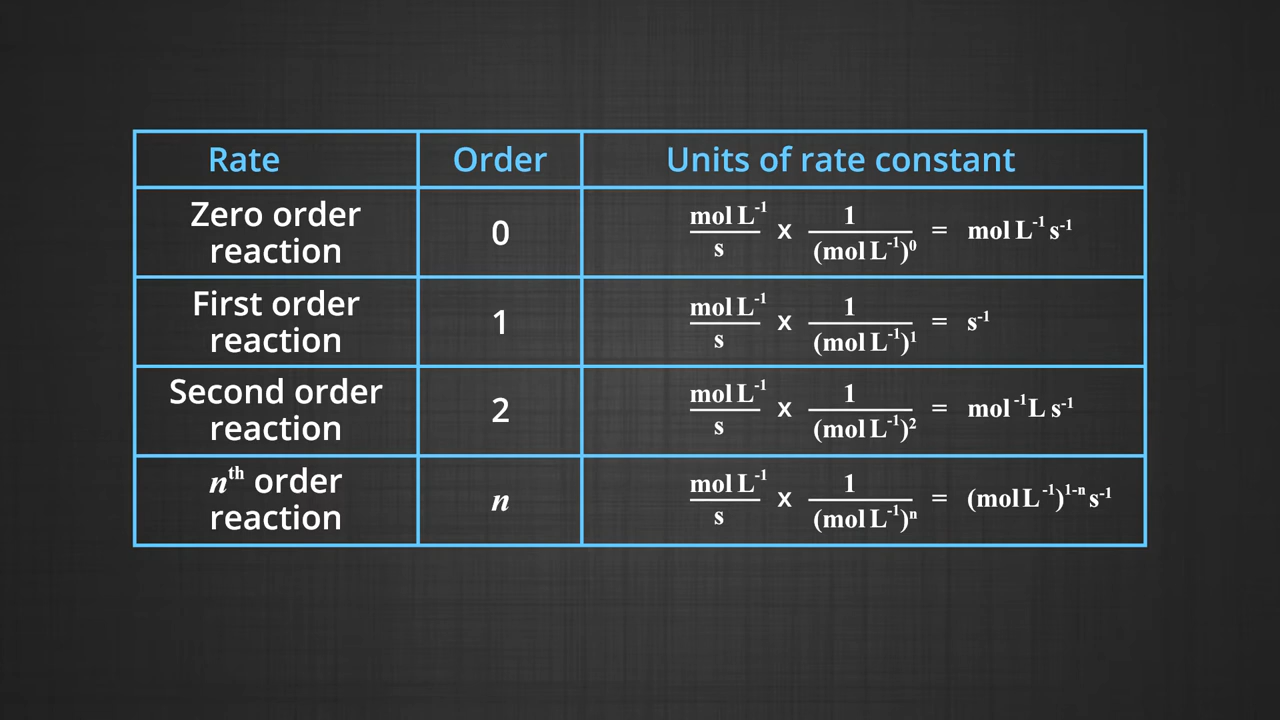 Rate Order Units of rate constant
Zero order
reaction
0
mol L⁻¹/s x 1/(mol L⁻¹)⁰ = mol L⁻¹ s⁻¹
First order
reaction
1
mol L⁻¹/s x 1/(mol L⁻¹)¹ = s⁻¹
Second order
reaction
2
mol L⁻¹/s x 1/(mol L⁻¹)² = mol⁻¹L s⁻¹
nᵗʰ order
reaction
n
mol L⁻¹/s x 1/(mol L⁻¹)ⁿ = (mol L⁻¹)¹⁻ⁿ s⁻¹